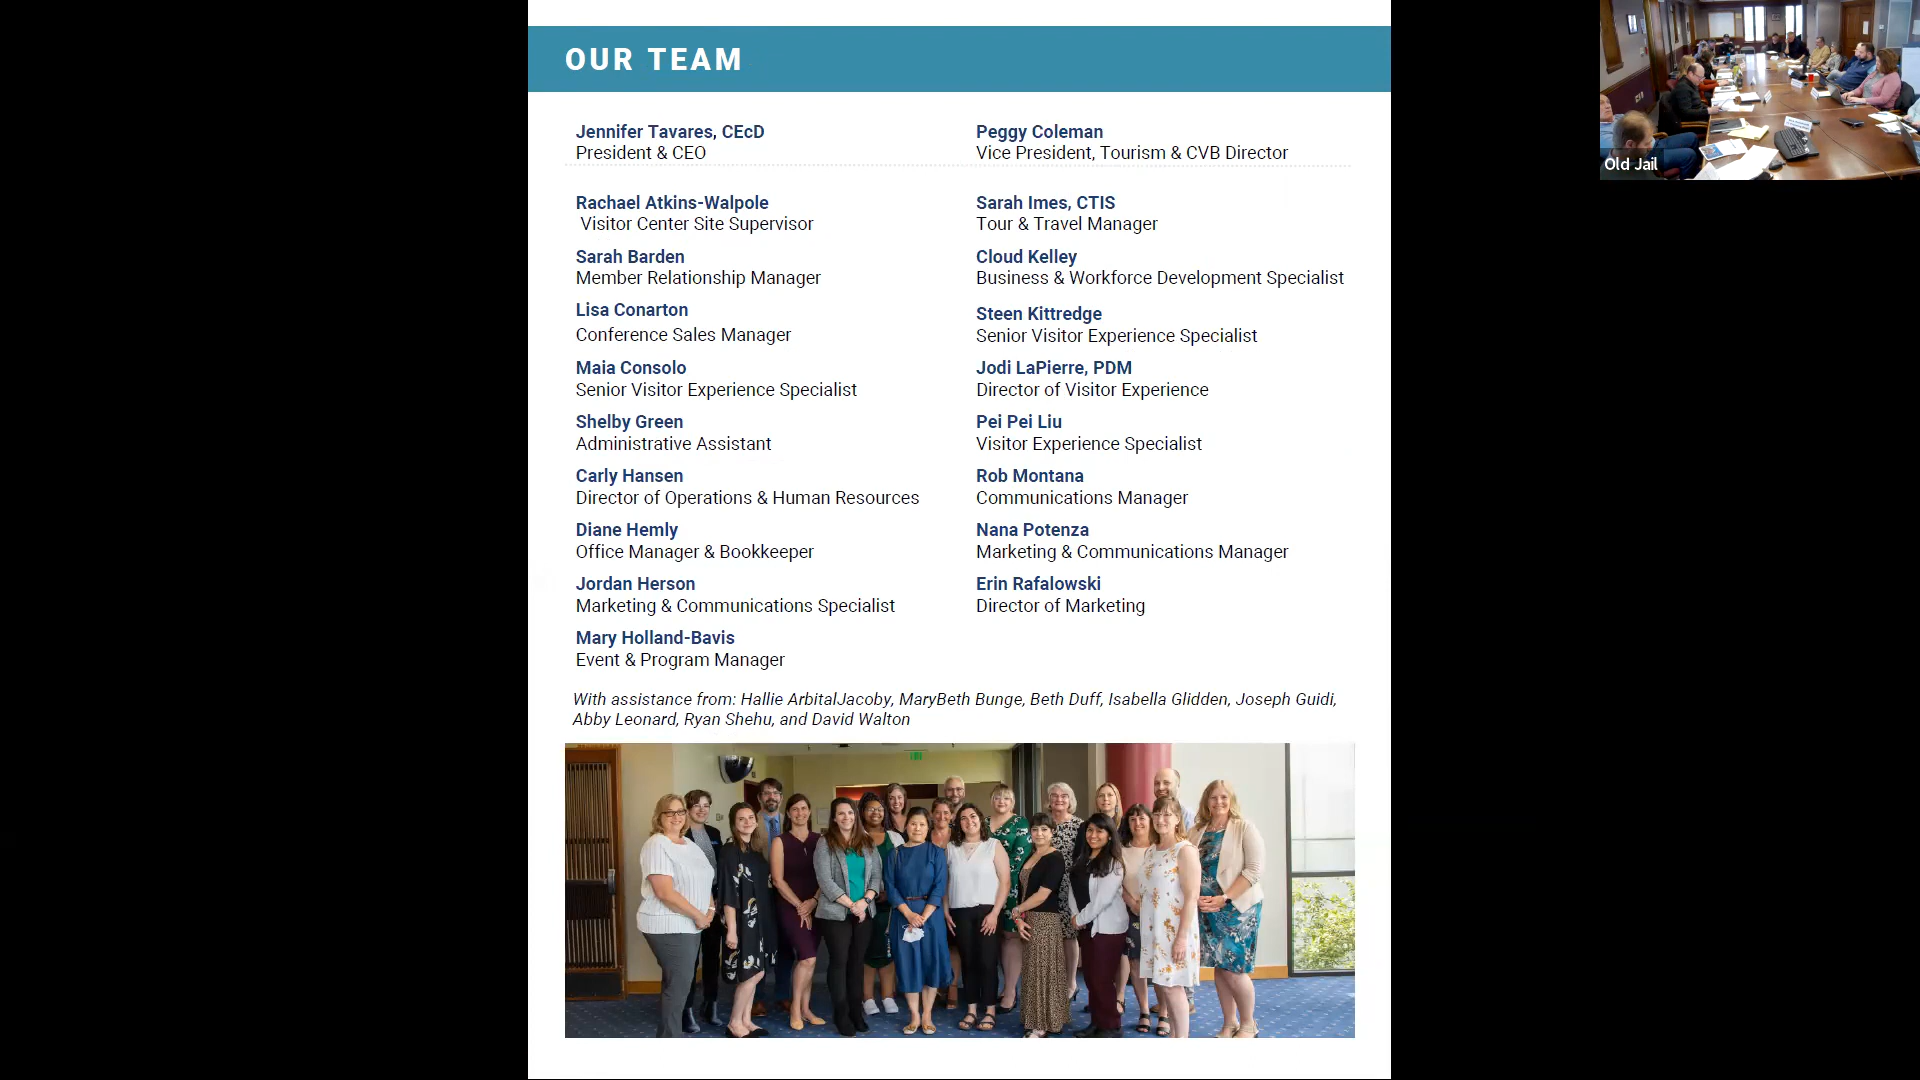 OUR TEAM
Jennifer Tavares, CEcD
President & CEO
Peggy Coleman
Vice President, Tourism & CVB Director
Rachael Atkins-Walpole
Visitor Center Site Supervisor
Sarah Barden
Member Relationship Manager
Lisa Conarton
Conference Sales Manager
Maia Consolo
Senior Visitor Experience Specialist
Shelby Green
Administrative Assistant
Carly Hansen
Director of Operations & Human Resources
Diane Hemly
Office Manager & Bookkeeper
Jordan Herson
Marketing & Communications Specialist
Mary Holland-Bavis
Event & Program Manager
Sarah Imes, CTIS
Tour & Travel Manager
Cloud Kelley
Business & Workforce Development Specialist
Steen Kittredge
Senior Visitor Experience Specialist
Jodi LaPierre, PDM
Director of Visitor Experience
Pei Pei Liu
Visitor Experience Specialist
Rob Montana
Communications Manager
Nana Potenza
Marketing & Communications Manager
Erin Rafalowski
Director of Marketing
With assistance from: Hallie ArbitalJacoby, MaryBeth Bunge, Beth Duff, Isabella Glidden, Joseph Guidi,
Abby Leonard, Ryan Shehu, and David Walton
Old Jail